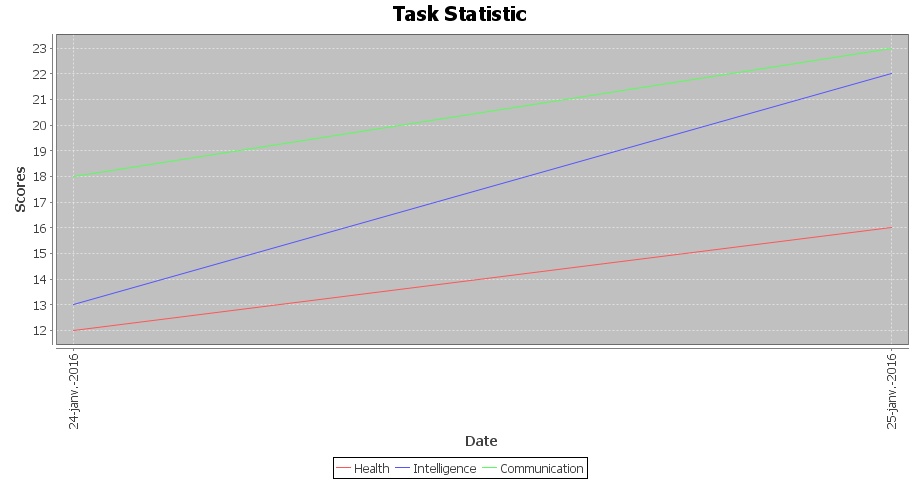 Task Statistic
23
22
21
20
19
18
17
16
15
14
13
12
Scores
24-janv.-2016
25-janv.-2016
Date
Health Intelligence Communication